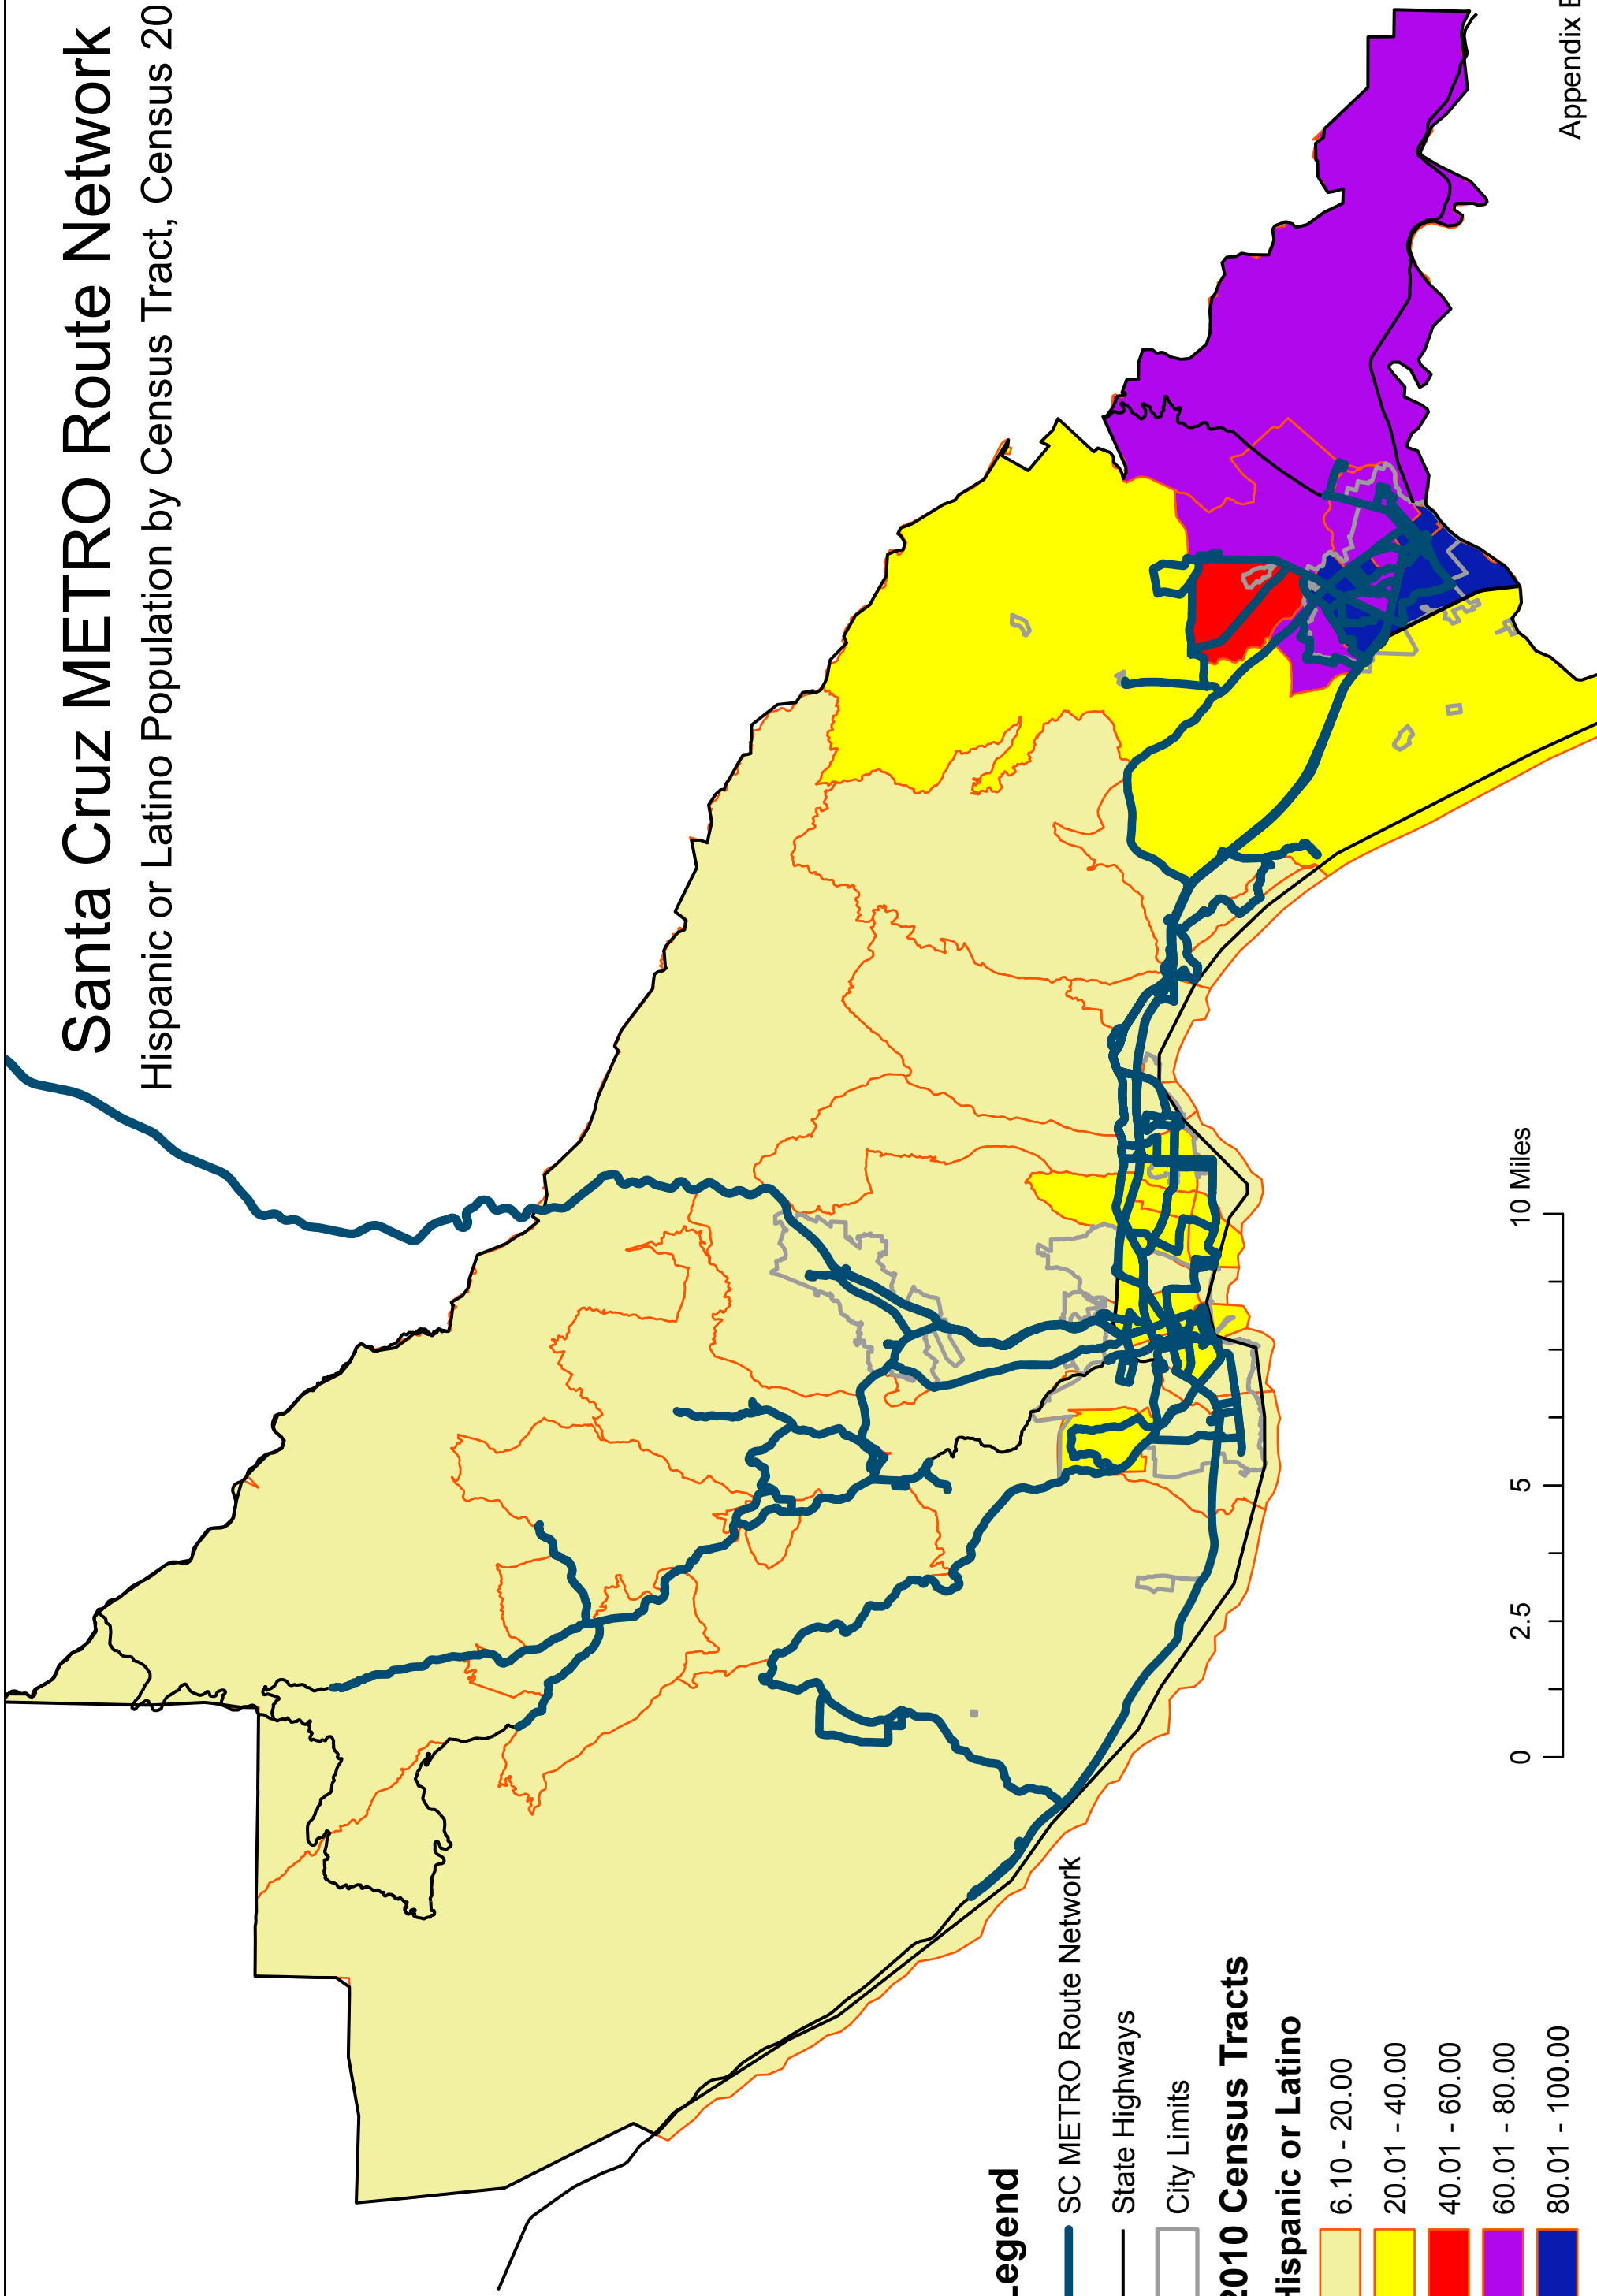 Santa Cruz METRO Route Network
Hispanic or Latino Population by Census Tract, Census 20
Legend
SC METRO Route Network
State Highways
City Limits
2010 Census Tracts
Hispanic or Latino
6.10 - 20.00
20.01 - 40.00
40.01 - 60.00
60.01 - 80.00
80.01 - 100.00
0 2.5 5 10 Miles
Appendix B